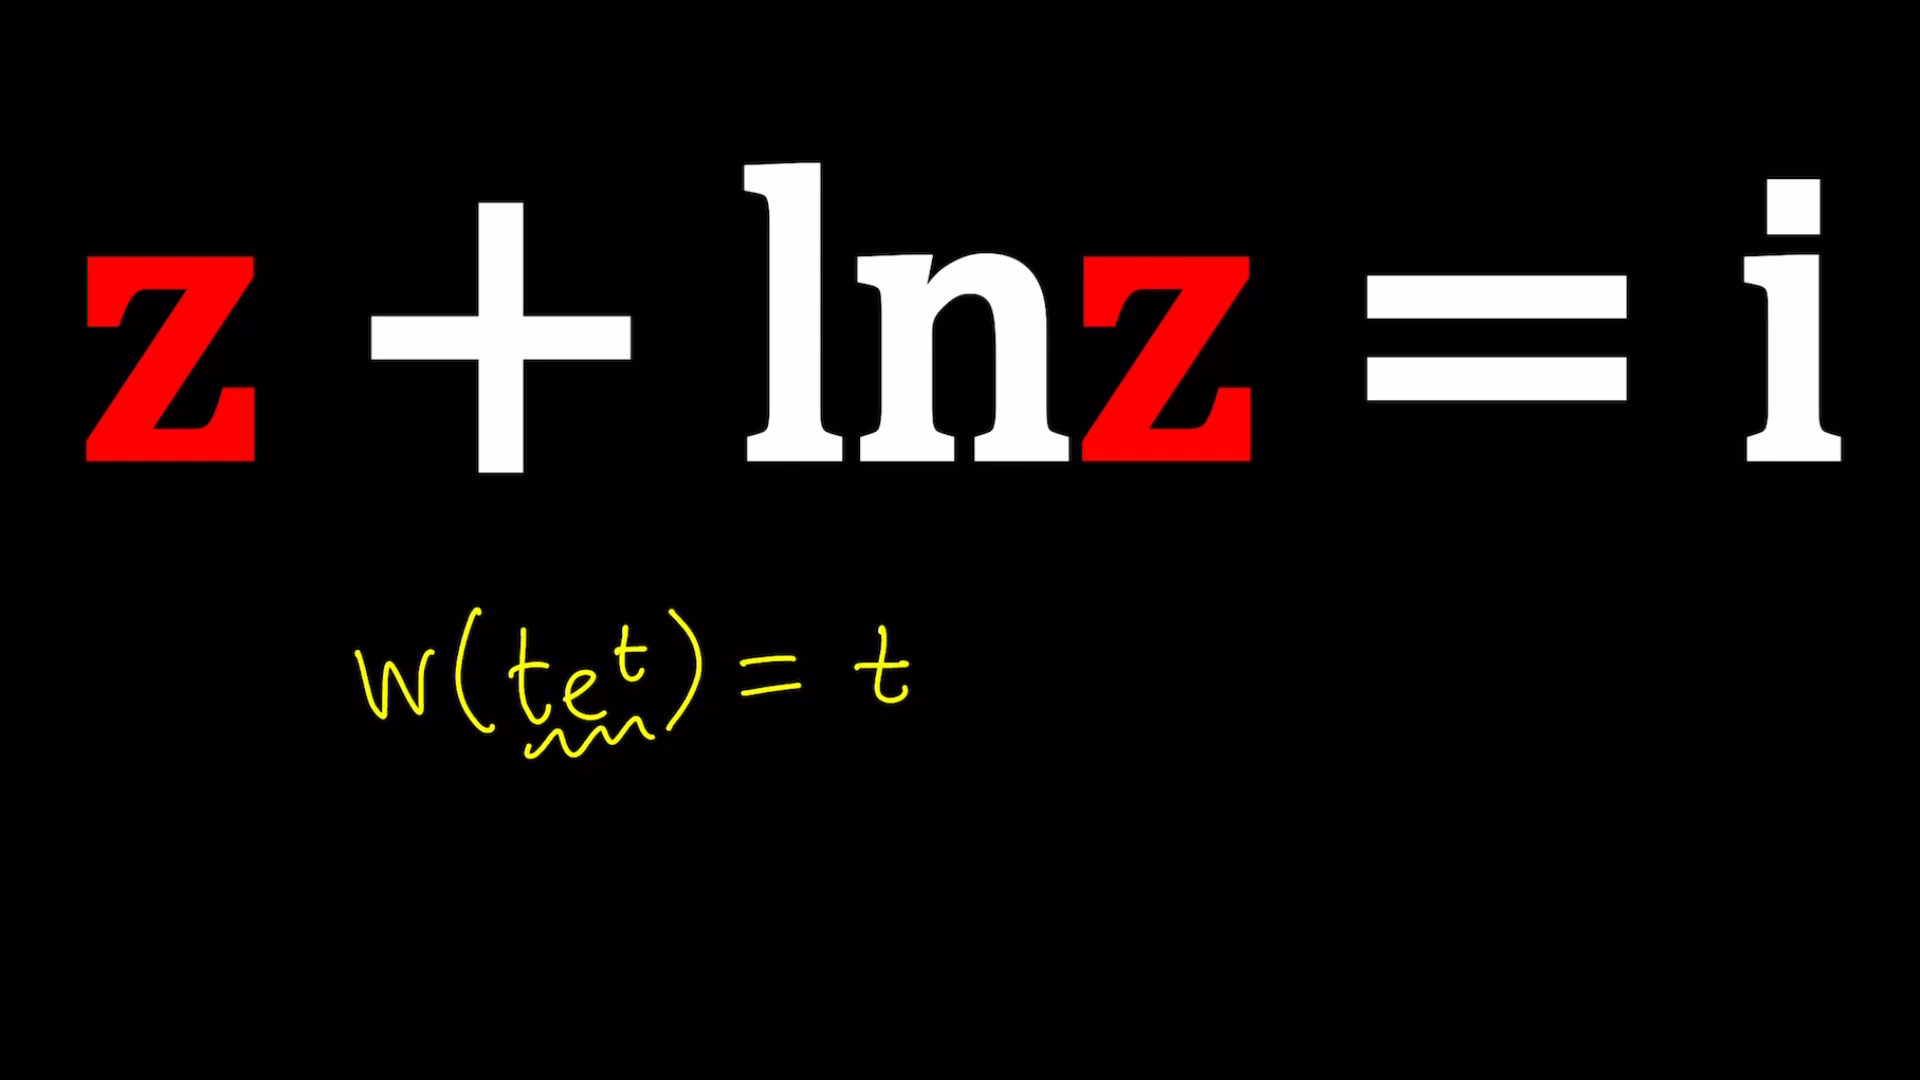 z + lnz = i
W(te^t) = t